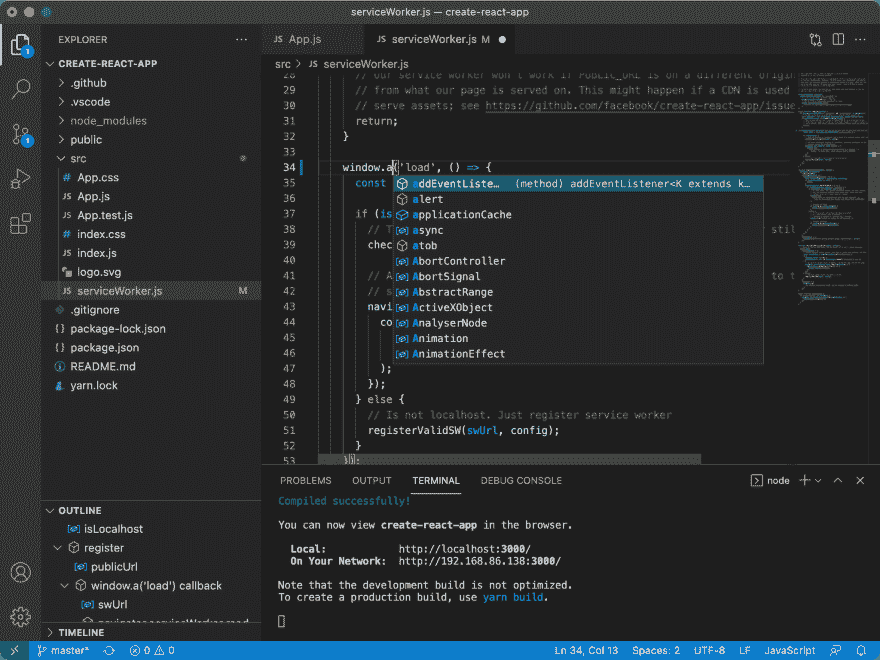 serviceWorker.js — create-react-app
EXPLORER
CREATE-REACT-APP
.github
.vscode
node_modules
public
src
# App.css
JS App.js
JS App.test.js
# index.css
JS index.js
logo.svg
JS serviceWorker.js M
.gitignore
{} package-lock.json
{} package.json
README.md
yarn.lock
OUTLINE
isLocalhost
register
publicUrl
window.a('load') callback
swUrl
TIMELINE
JS App.js
JS serviceWorker.js M
src > JS serviceWorker.js
28 // our service worker won't work if PUBLIC_URL is on a different origin
29 // from what our page is served on. This might happen if a CDN is used
30 // serve assets; see https://github.com/facebook/create-react-app/issue
31 return;
32 }
33
34 window.a('load', () => {
35 const
36
37 if (is
38 // T stil
39 chec
40
41 // A to t
42 // s
43 navi
44 co
45
46
47 );
48 });
49 } else {
50 // Is not localhost. Just register service worker
51 registerValidSW(swUrl, config);
52 }
53 });
addEventListe… (method) addEventListener<K extends k…
alert
applicationCache
async
atob
AbortController
AbortSignal
AbstractRange
ActiveXObject
AnalyserNode
Animation
AnimationEffect
PROBLEMS OUTPUT TERMINAL DEBUG CONSOLE
node
Compiled successfully!
You can now view create-react-app in the browser.
Local: http://localhost:3000/
On Your Network: http://192.168.86.138:3000/
Note that the development build is not optimized.
To create a production build, use yarn build.
master* 0 0 Ln 34, Col 13 Spaces: 2 UTF-8 LF JavaScript